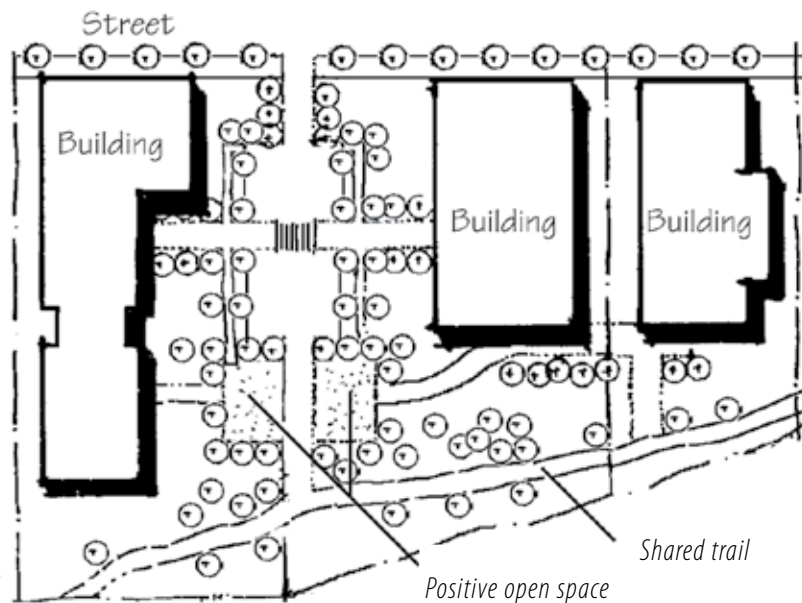 Street
Building
Building
Building
Shared trail
Positive open space